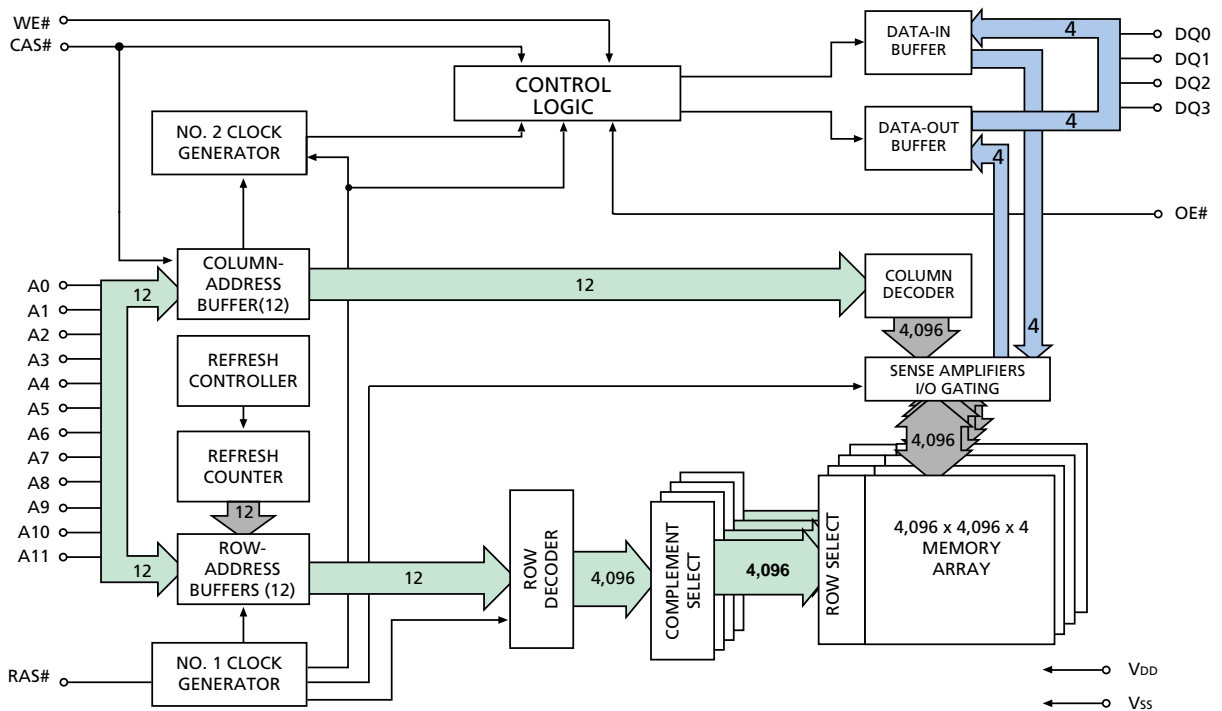 WE#
CAS#
CONTROL
LOGIC
DATA-IN
BUFFER
4
DQ0
DQ1
DQ2
DQ3
NO. 2 CLOCK
GENERATOR
DATA-OUT
BUFFER
4
4
OE#
COLUMN-
ADDRESS
BUFFER(12)
12
12
COLUMN
DECODER
4,096
4
A0
A1
A2
A3
A4
A5
A6
A7
A8
A9
A10
A11
REFRESH
CONTROLLER
SENSE AMPLIFIERS
I/O GATING
REFRESH
COUNTER
4,096
12
ROW-
ADDRESS
BUFFERS (12)
12
12
ROW
DECODER
4,096
COMPLEMENT
SELECT
4,096
ROW SELECT
4,096 x 4,096 x 4
MEMORY
ARRAY
RAS#
NO. 1 CLOCK
GENERATOR
VDD
VSS